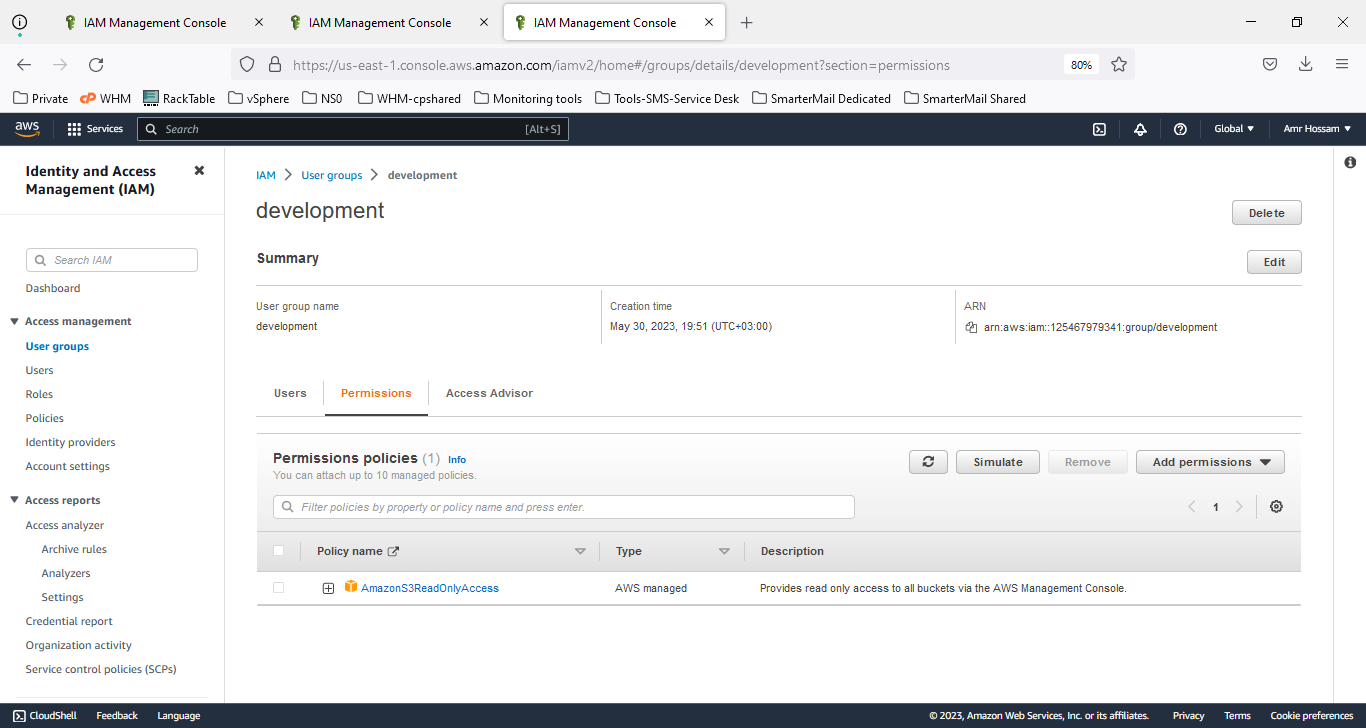 IAM Management Console
IAM Management Console
IAM Management Console
https://us-east-1.console.aws.amazon.com/iamv2/home#/groups/details/development?section=permissions
80%
Private
WHM
RackTable
vSphere
NS0
WHM-cpshared
Monitoring tools
Tools-SMS-Service Desk
SmarterMail Dedicated
SmarterMail Shared
aws
Services
Search
[Alt+S]
Global
Amr Hossam
Identity and Access
Management (IAM)
Search IAM
Dashboard
Access management
User groups
Users
Roles
Policies
Identity providers
Account settings
Access reports
Access analyzer
Archive rules
Analyzers
Settings
Credential report
Organization activity
Service control policies (SCPs)
IAM > User groups > development
development
Delete
Summary
Edit
User group name
development
Creation time
May 30, 2023, 19:51 (UTC+03:00)
ARN
arn:aws:iam::125467979341:group/development
Users
Permissions
Access Advisor
Permissions policies (1) Info
You can attach up to 10 managed policies.
Simulate
Remove
Add permissions
Filter policies by property or policy name and press enter.
1
Policy name
Type
Description
AmazonS3ReadOnlyAccess
AWS managed
Provides read only access to all buckets via the AWS Management Console.
CloudShell
Feedback
Language
© 2023, Amazon Web Services, Inc. or its affiliates.
Privacy
Terms
Cookie preferences